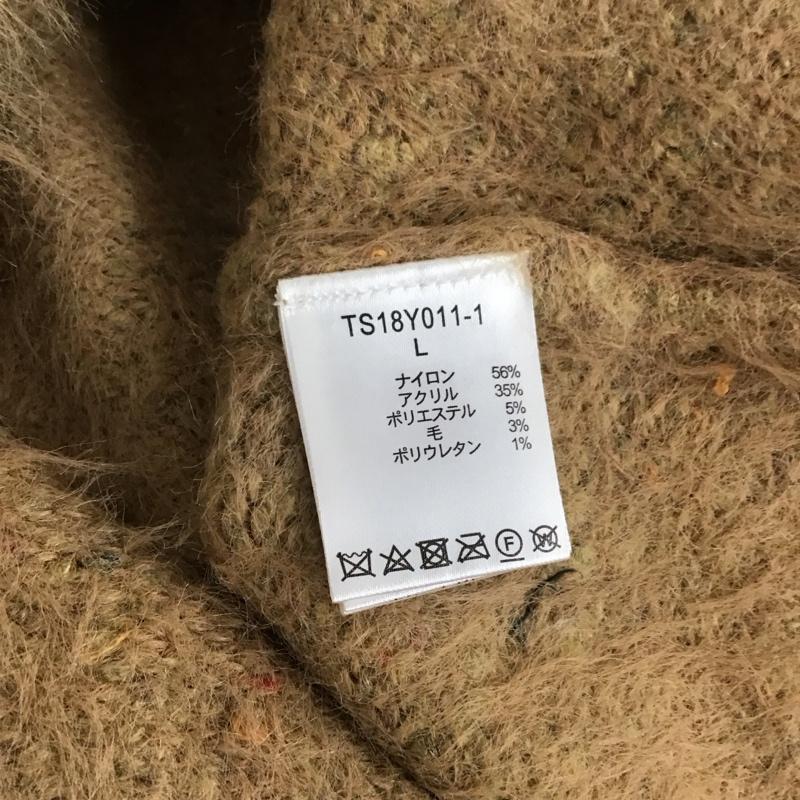 TS18Y011-1
L
ナイロン 56%
アクリル 35%
ポリエステル 5%
毛 3%
ポリウレタン 1%
F W